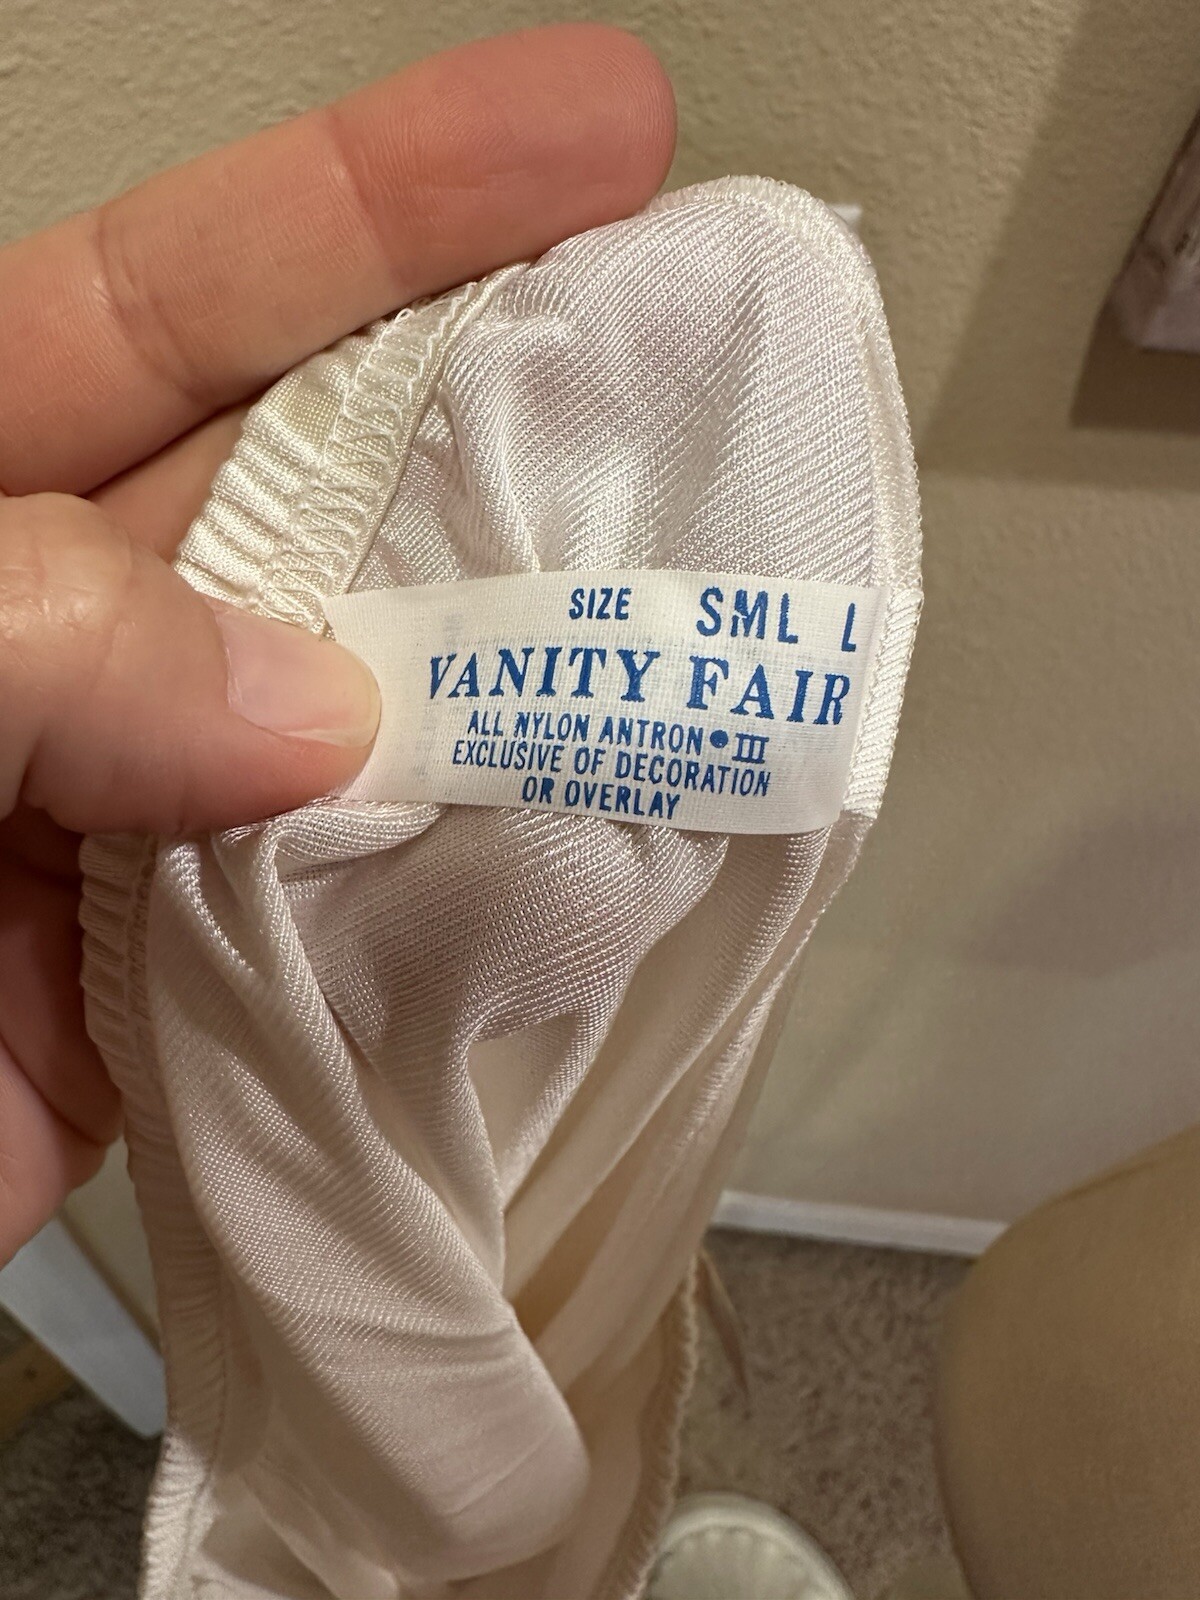 SIZE SML L
VANITY FAIR
ALL NYLON ANTRON● III
EXCLUSIVE OF DECORATION
OR OVERLAY